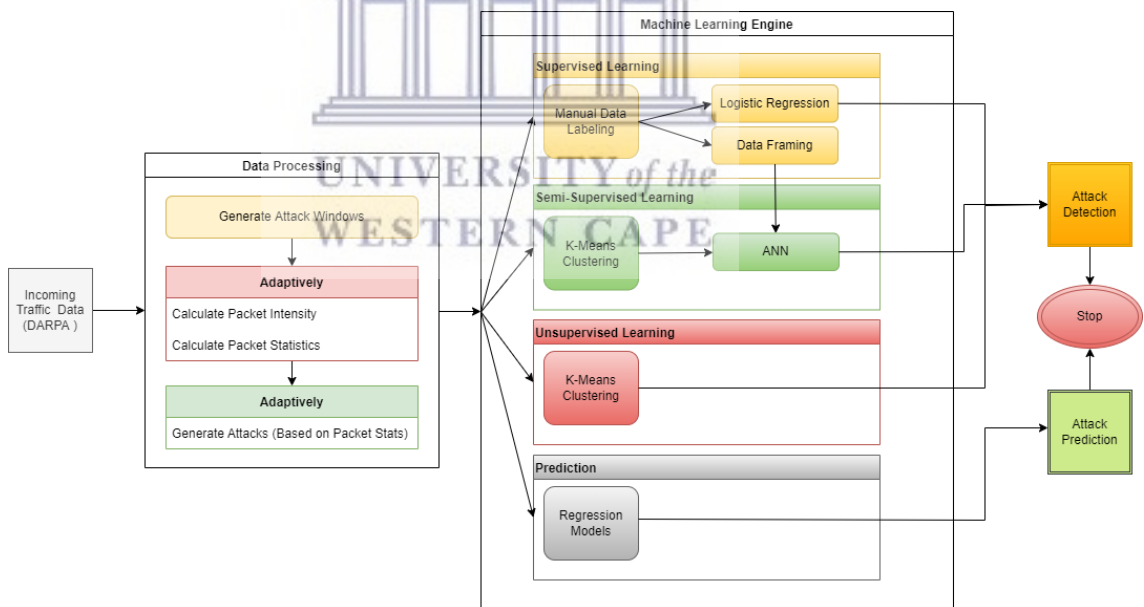 Machine Learning Engine
Supervised Learning
Manual Data
Labeling
Logistic Regression
Data Framing
Data Processing
Generate Attack Windows
Adaptively
Calculate Packet Intensity
Calculate Packet Statistics
Adaptively
Generate Attacks (Based on Packet Stats)
Incoming
Traffic Data
(DARPA )
UNIVERSITY of the
WESTERN CAPE
Semi-Supervised Learning
K-Means
Clustering
ANN
Unsupervised Learning
K-Means
Clustering
Prediction
Regression
Models
Attack
Detection
Stop
Attack
Prediction